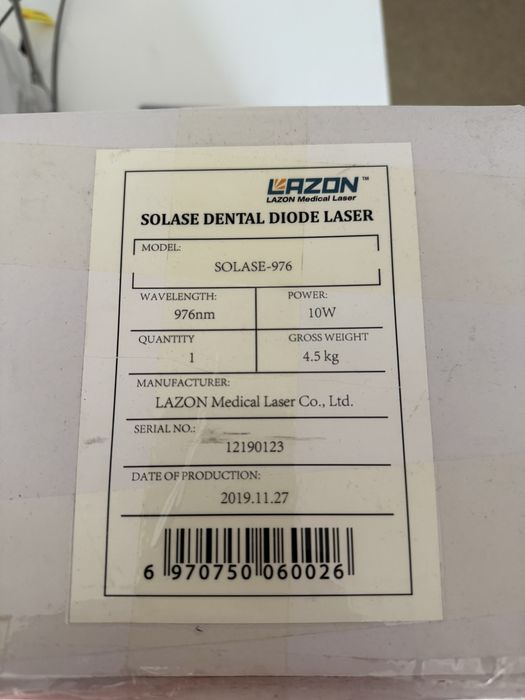 LAZON™
LAZON Medical Laser
SOLASE DENTAL DIODE LASER
MODEL:
SOLASE-976
WAVELENGTH:
976nm
POWER:
10W
QUANTITY
1
GROSS WEIGHT
4.5 kg
MANUFACTURER:
LAZON Medical Laser Co., Ltd.
SERIAL NO.:
12190123
DATE OF PRODUCTION:
2019.11.27
6 970750 060026